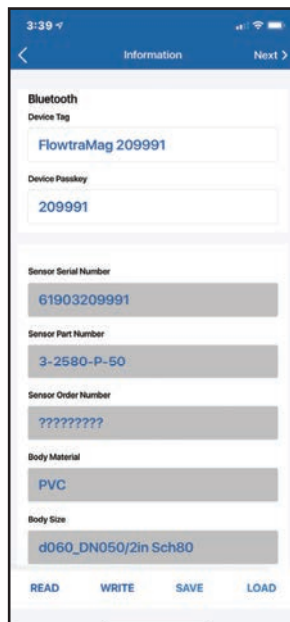 3:39
Information
Next >
Bluetooth
Device Tag
FlowtraMag 209991
Device Passkey
209991
Sensor Serial Number
61903209991
Sensor Part Number
3-2580-P-50
Sensor Order Number
?????????
Body Material
PVC
Body Size
d060_DN050/2in Sch80
READ WRITE SAVE LOAD